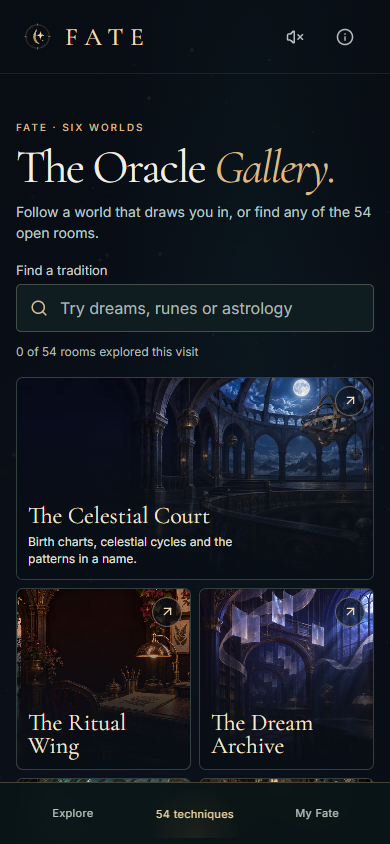 FATE
FATE · SIX WORLDS
The Oracle Gallery.
Follow a world that draws you in, or find any of the 54
open rooms.
Find a tradition
Try dreams, runes or astrology
0 of 54 rooms explored this visit
The Celestial Court
Birth charts, celestial cycles and the
patterns in a name.
The Ritual
Wing
The Dream
Archive
Explore
54 techniques
My Fate